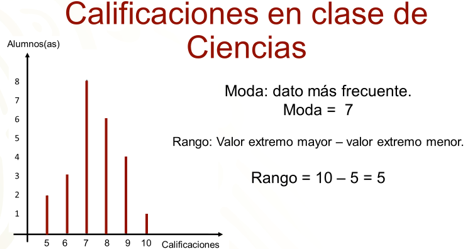 Calificaciones en clase de
Ciencias
Alumnos(as)
8
7
6
5
4
3
2
1
5 6 7 8 9 10 Calificaciones
Moda: dato más frecuente.
Moda = 7
Rango: Valor extremo mayor – valor extremo menor.
Rango = 10 – 5 = 5